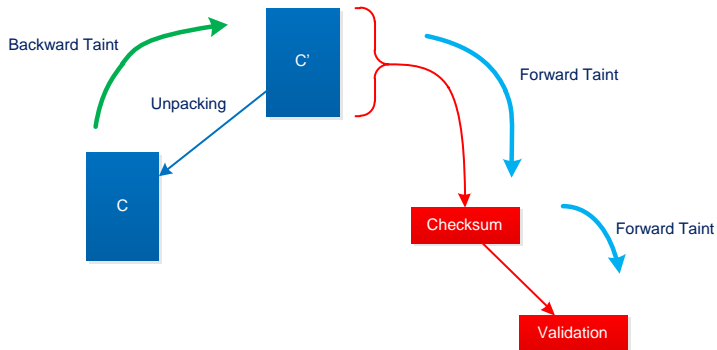 Backward Taint
C'
Forward Taint
Unpacking
C
Checksum
Forward Taint
Validation